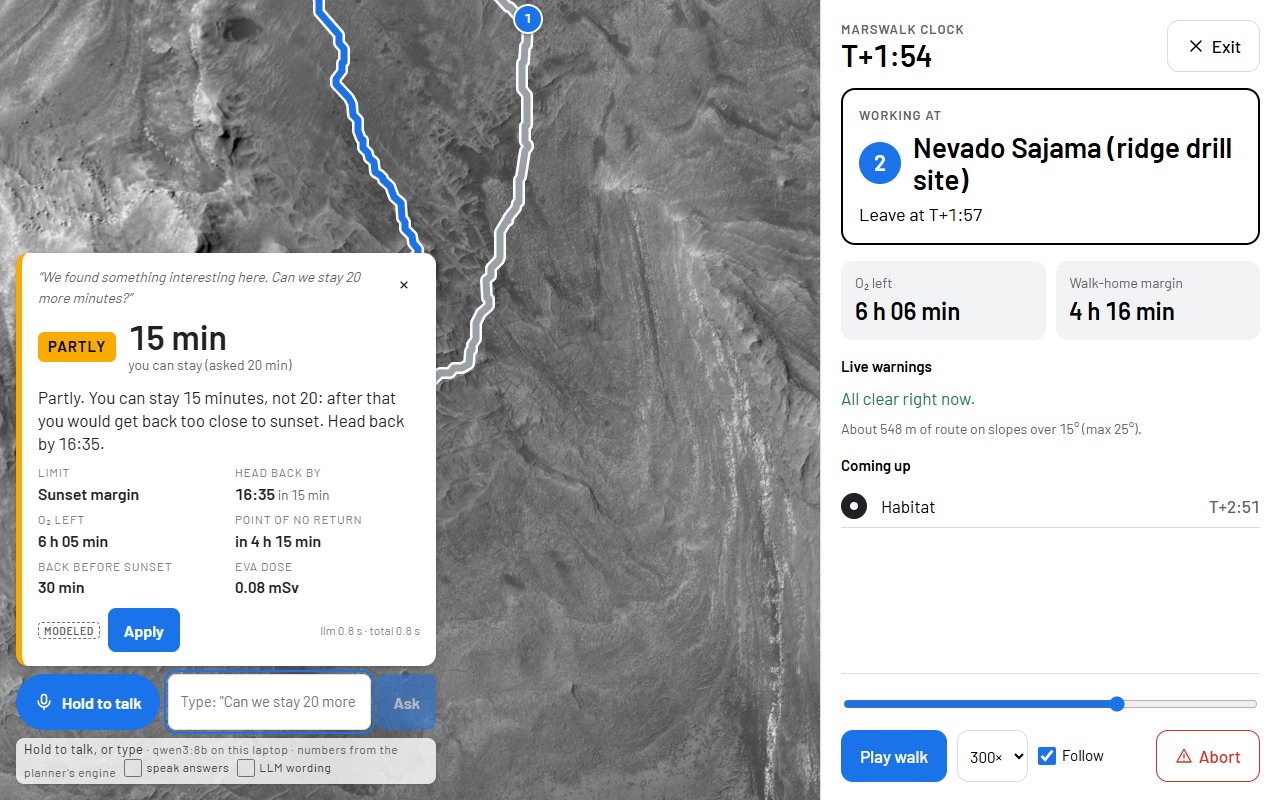 1
"We found something interesting here. Can we stay 20
more minutes?"
×
PARTLY
15 min
you can stay (asked 20 min)
Partly. You can stay 15 minutes, not 20: after that
you would get back too close to sunset. Head back
by 16:35.
LIMIT
Sunset margin
HEAD BACK BY
16:35 in 15 min
O₂ LEFT
6 h 05 min
POINT OF NO RETURN
in 4 h 15 min
BACK BEFORE SUNSET
30 min
EVA DOSE
0.08 mSv
MODELED
Apply
llm 0.8 s · total 0.8 s
Hold to talk
Type: "Can we stay 20 more
Ask
Hold to talk, or type · qwen3:8b on this laptop · numbers from the
planner's engine speak answers LLM wording
MARSWALK CLOCK
T+1:54
Exit
WORKING AT
2
Nevado Sajama (ridge drill
site)
Leave at T+1:57
O₂ left
6 h 06 min
Walk-home margin
4 h 16 min
Live warnings
All clear right now.
About 548 m of route on slopes over 15° (max 25°).
Coming up
Habitat T+2:51
Play walk
300×
Follow
Abort